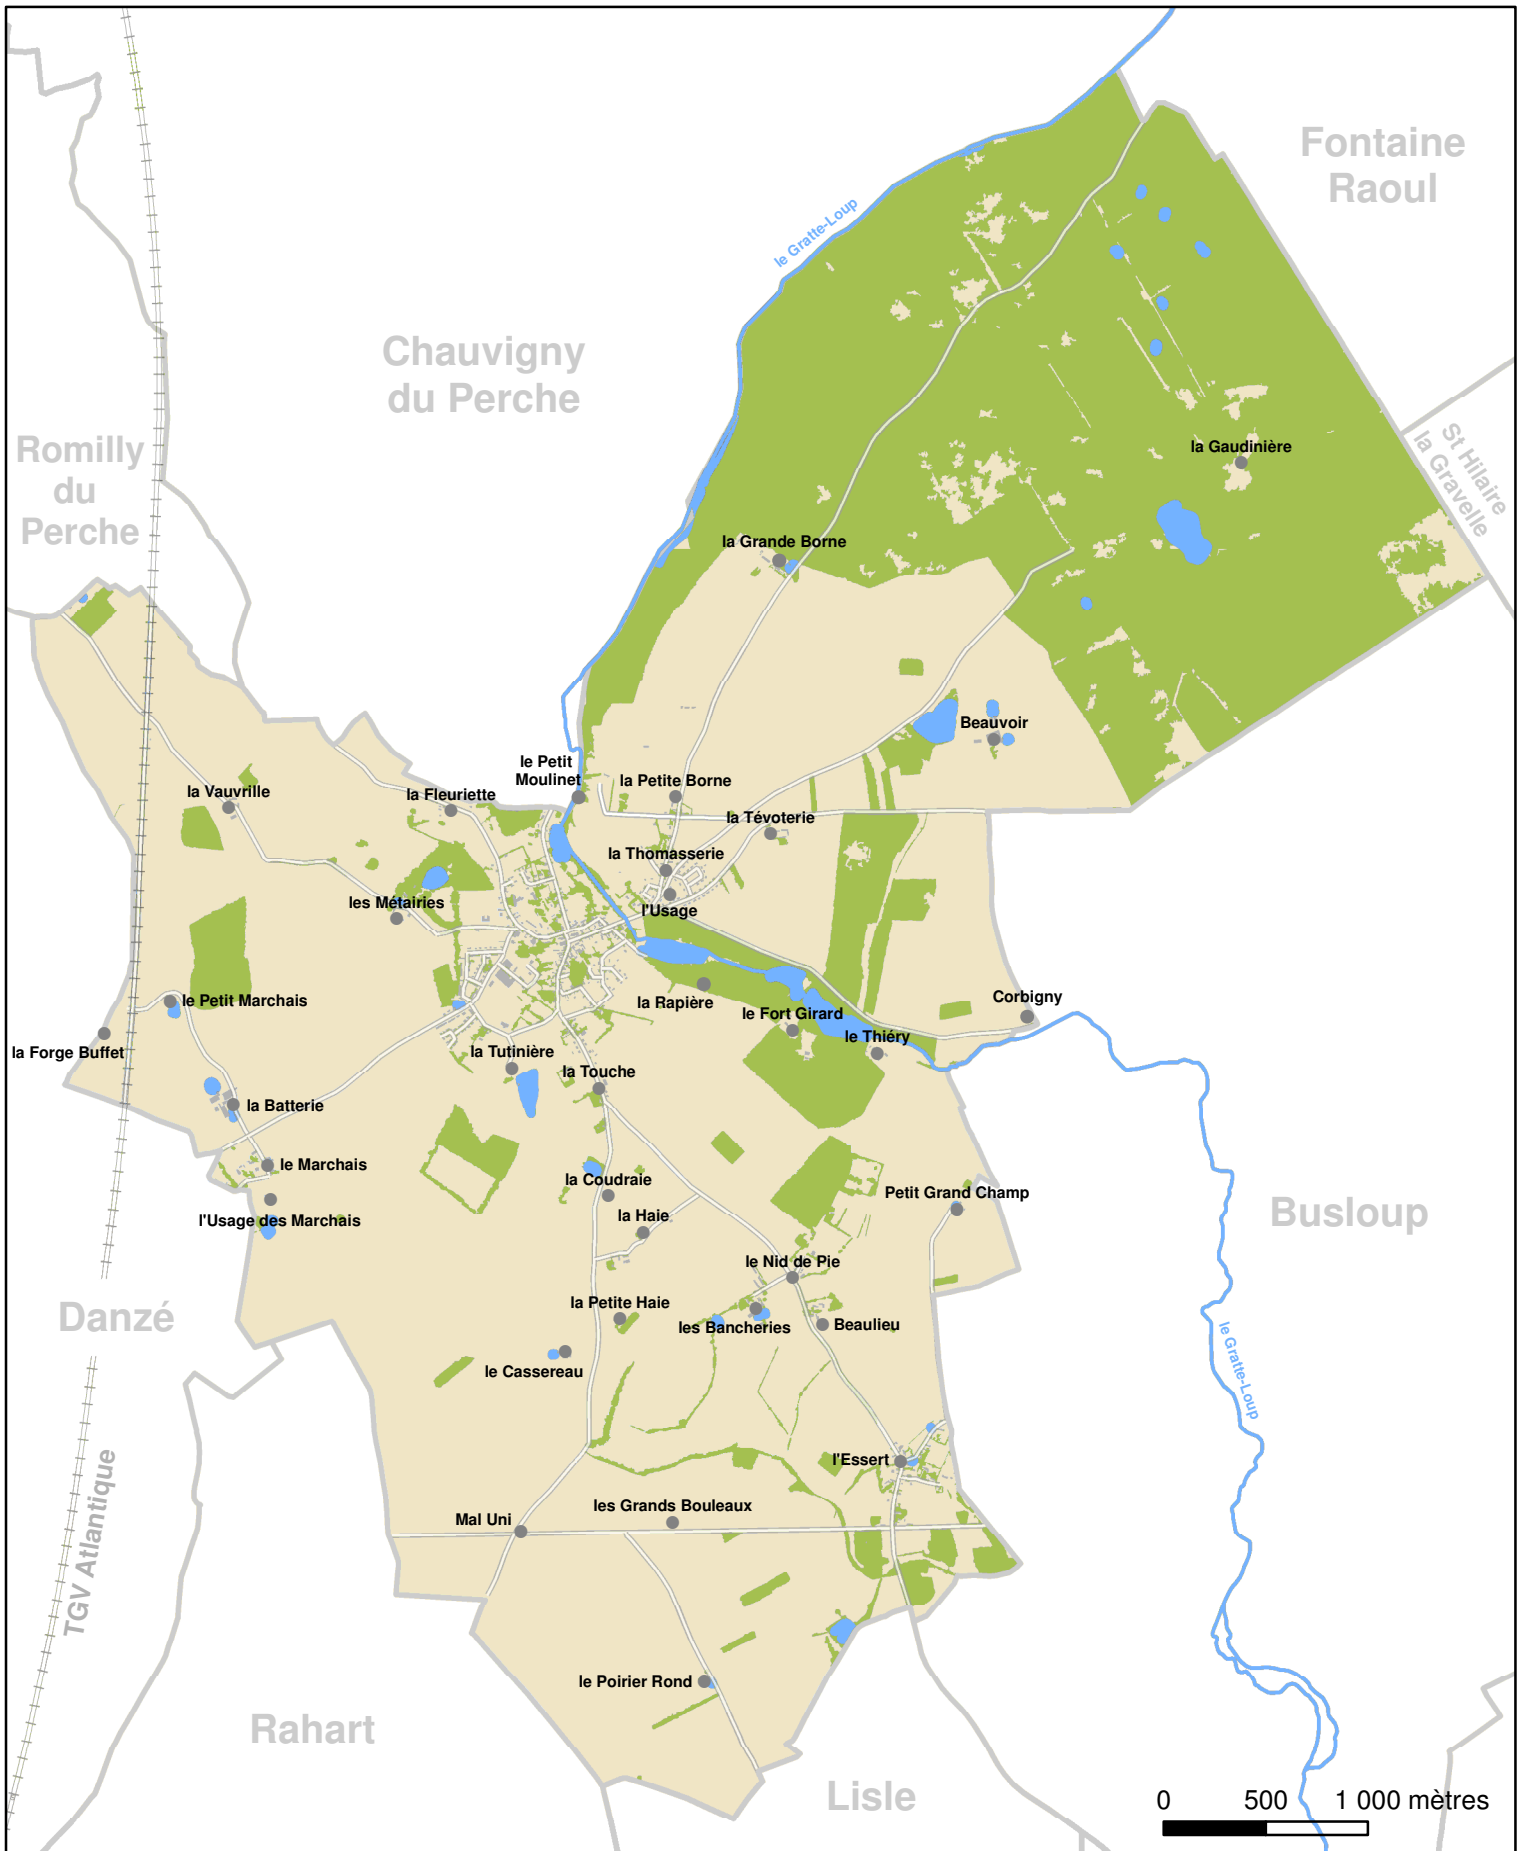 Fontaine
Raoul
le Gratte-Loup
Chauvigny
du Perche
Romilly
du
Perche
St Hilaire
la Gravelle
la Gaudinière
la Grande Borne
Beauvoir
le Petit
Moulinet
la Petite Borne
la Vauvrille
la Fleuriette
la Tévoterie
la Thomasserie
les Métairies
l'Usage
le Petit Marchais
la Rapière
Corbigny
le Fort Girard
le Thiéry
la Forge Buffet
la Tutinière
la Touche
la Batterie
le Marchais
la Coudraie
Petit Grand Champ
l'Usage des Marchais
la Haie
Busloup
le Nid de Pie
la Petite Haie
Danzé
les Bancheries
Beaulieu
le Gratte-Loup
le Cassereau
l'Essert
TGV Atlantique
les Grands Bouleaux
Mal Uni
le Poirier Rond
Rahart
Lisle
0 500 1 000 mètres